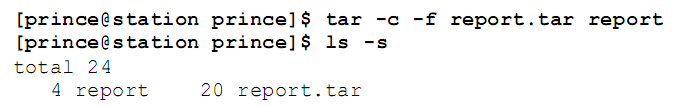 [prince@station prince]$ tar -c -f report.tar report
[prince@station prince]$ ls -s
total 24
   4 report    20 report.tar